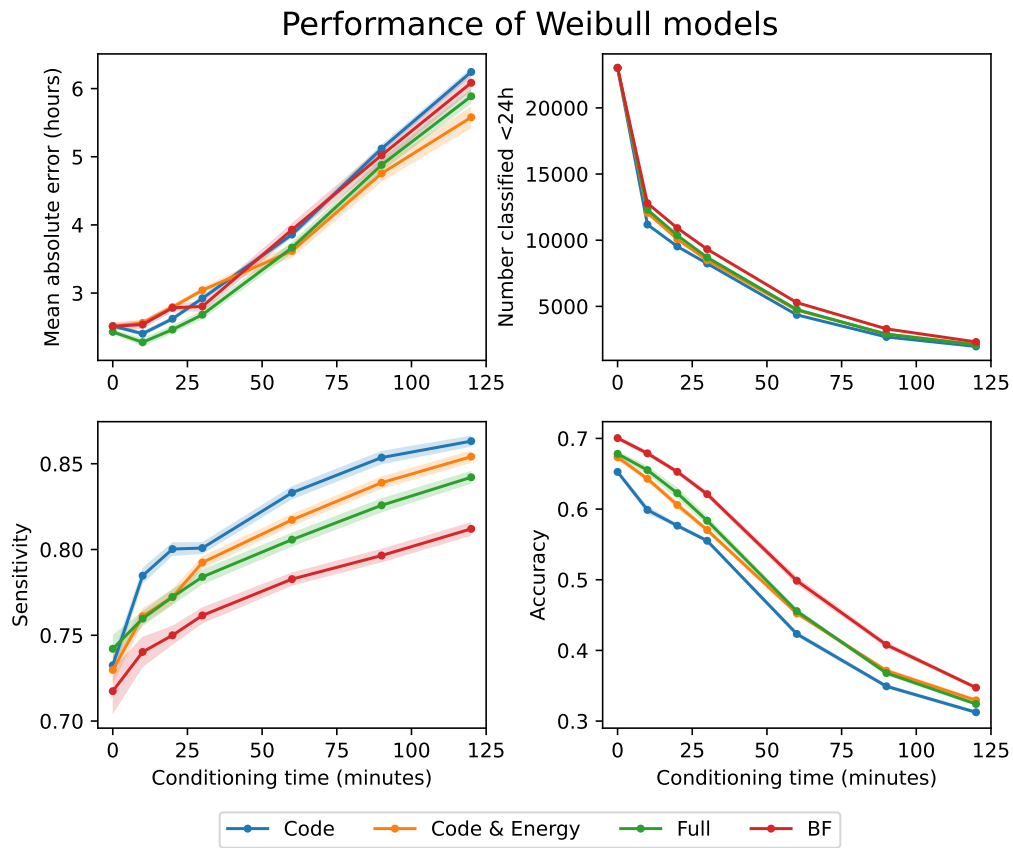 Performance of Weibull models
Mean absolute error (hours)
6
5
4
3
0 25 50 75 100 125
Number classified <24h
20000
15000
10000
5000
0 25 50 75 100 125
Sensitivity
0.85
0.80
0.75
0.70
0 25 50 75 100 125
Conditioning time (minutes)
Accuracy
0.7
0.6
0.5
0.4
0.3
0 25 50 75 100 125
Conditioning time (minutes)
Code Code & Energy Full BF